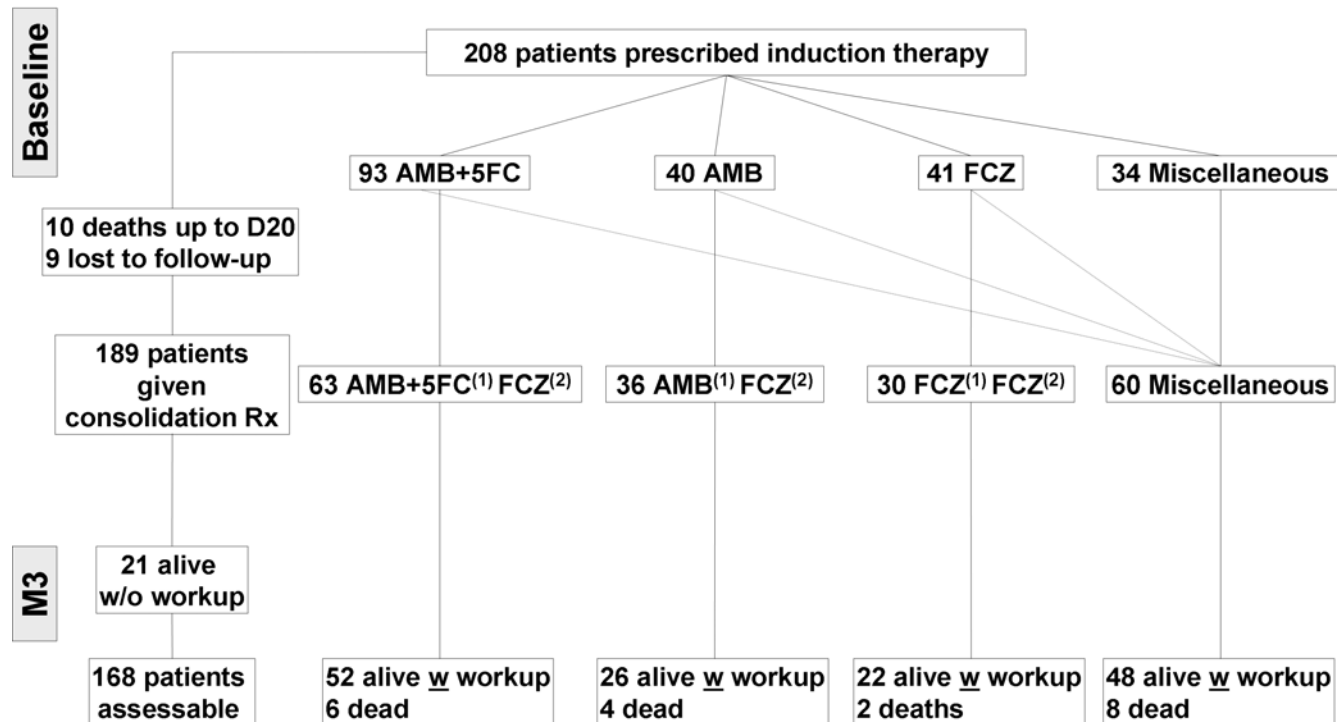 Baseline
208 patients prescribed induction therapy
93 AMB+5FC
40 AMB
41 FCZ
34 Miscellaneous
10 deaths up to D20
9 lost to follow-up
189 patients
given
consolidation Rx
63 AMB+5FC(1) FCZ(2)
36 AMB(1) FCZ(2)
30 FCZ(1) FCZ(2)
60 Miscellaneous
M3
21 alive
w/o workup
168 patients
assessable
52 alive w workup
6 dead
26 alive w workup
4 dead
22 alive w workup
2 deaths
48 alive w workup
8 dead